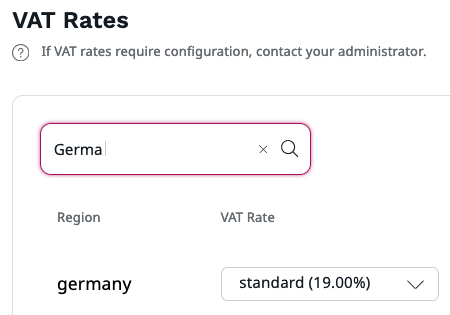 VAT Rates
? If VAT rates require configuration, contact your administrator.
Germa
Region VAT Rate
germany standard (19.00%)